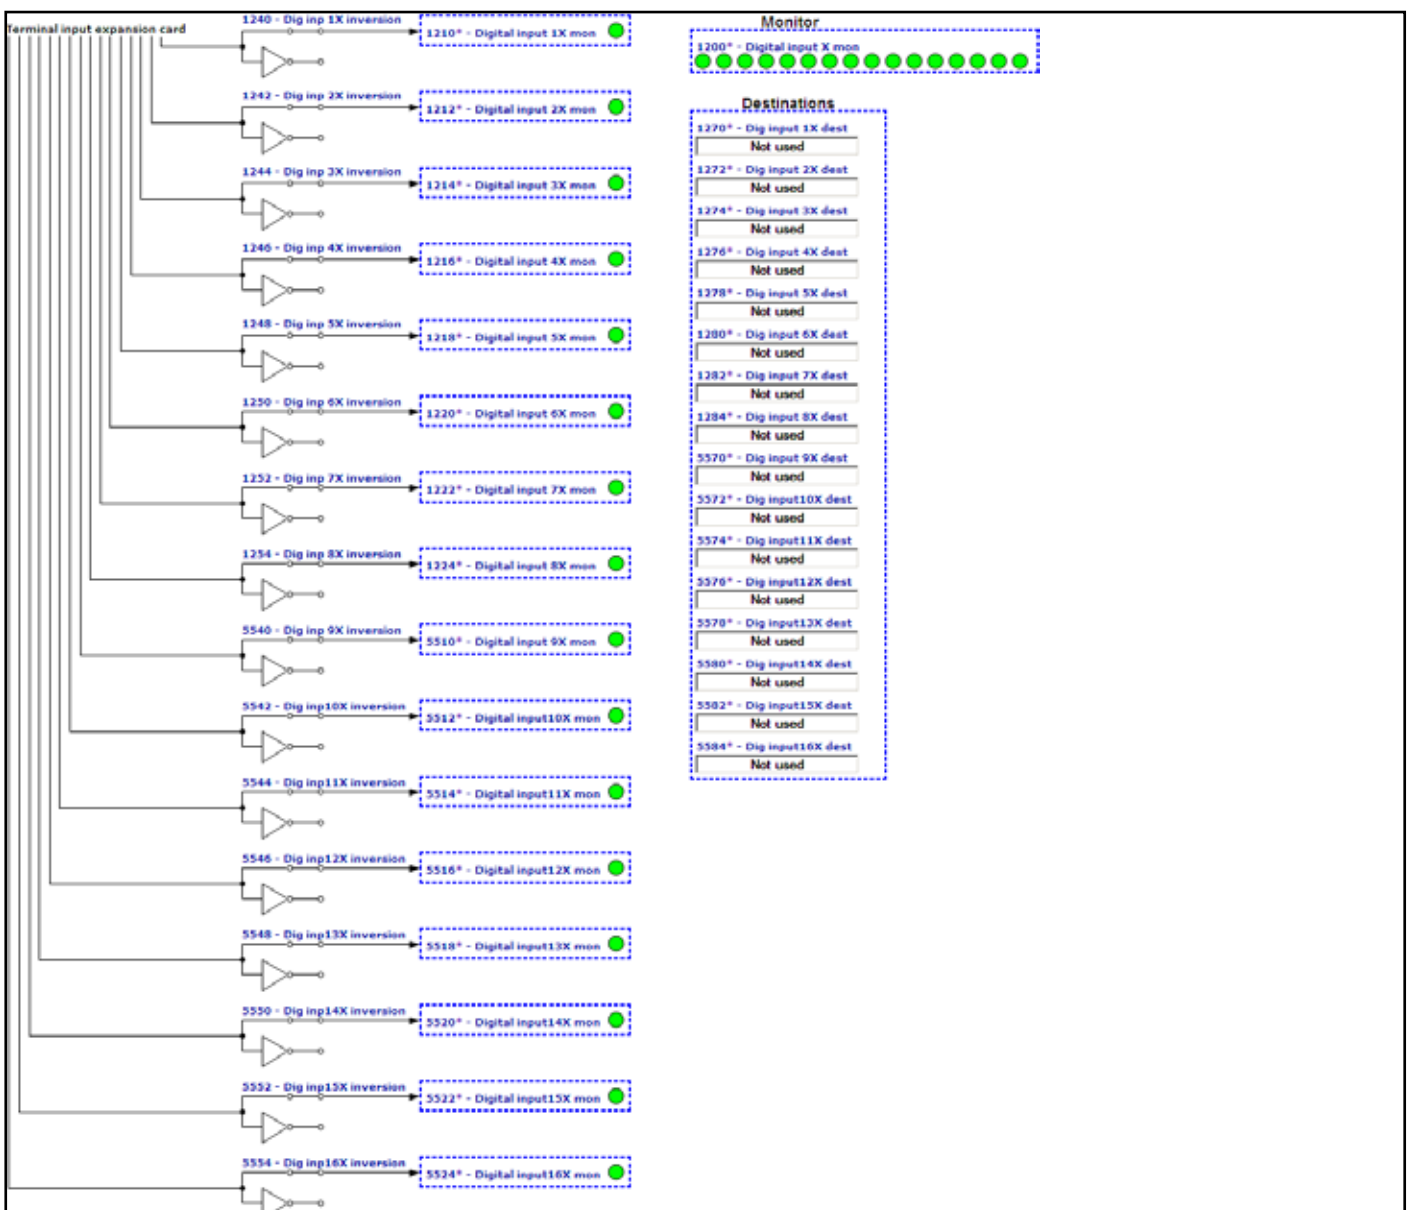 Terminal input expansion card
1240 - Dig inp 1X inversion
1210* - Digital input 1X mon
1242 - Dig inp 2X inversion
1212* - Digital input 2X mon
1244 - Dig inp 3X inversion
1214* - Digital input 3X mon
1246 - Dig inp 4X inversion
1216* - Digital input 4X mon
1248 - Dig inp 5X inversion
1218* - Digital input 5X mon
1250 - Dig inp 6X inversion
1220* - Digital input 6X mon
1252 - Dig inp 7X inversion
1222* - Digital input 7X mon
1254 - Dig inp 8X inversion
1224* - Digital input 8X mon
5540 - Dig inp 9X inversion
5510* - Digital input 9X mon
5542 - Dig inp10X inversion
5512* - Digital input10X mon
5544 - Dig inp11X inversion
5514* - Digital input11X mon
5546 - Dig inp12X inversion
5516* - Digital input12X mon
5548 - Dig inp13X inversion
5518* - Digital input13X mon
5550 - Dig inp14X inversion
5520* - Digital input14X mon
5552 - Dig inp15X inversion
5522* - Digital input15X mon
5554 - Dig inp16X inversion
5524* - Digital input16X mon
Monitor
1200* - Digital input X mon
Destinations
1270* - Dig input 1X dest
Not used
1272* - Dig input 2X dest
Not used
1274* - Dig input 3X dest
Not used
1276* - Dig input 4X dest
Not used
1278* - Dig input 5X dest
Not used
1280* - Dig input 6X dest
Not used
1282* - Dig input 7X dest
Not used
1284* - Dig input 8X dest
Not used
5570* - Dig input 9X dest
Not used
5572* - Dig input10X dest
Not used
5574* - Dig input11X dest
Not used
5576* - Dig input12X dest
Not used
5578* - Dig input13X dest
Not used
5580* - Dig input14X dest
Not used
5582* - Dig input15X dest
Not used
5584* - Dig input16X dest
Not used